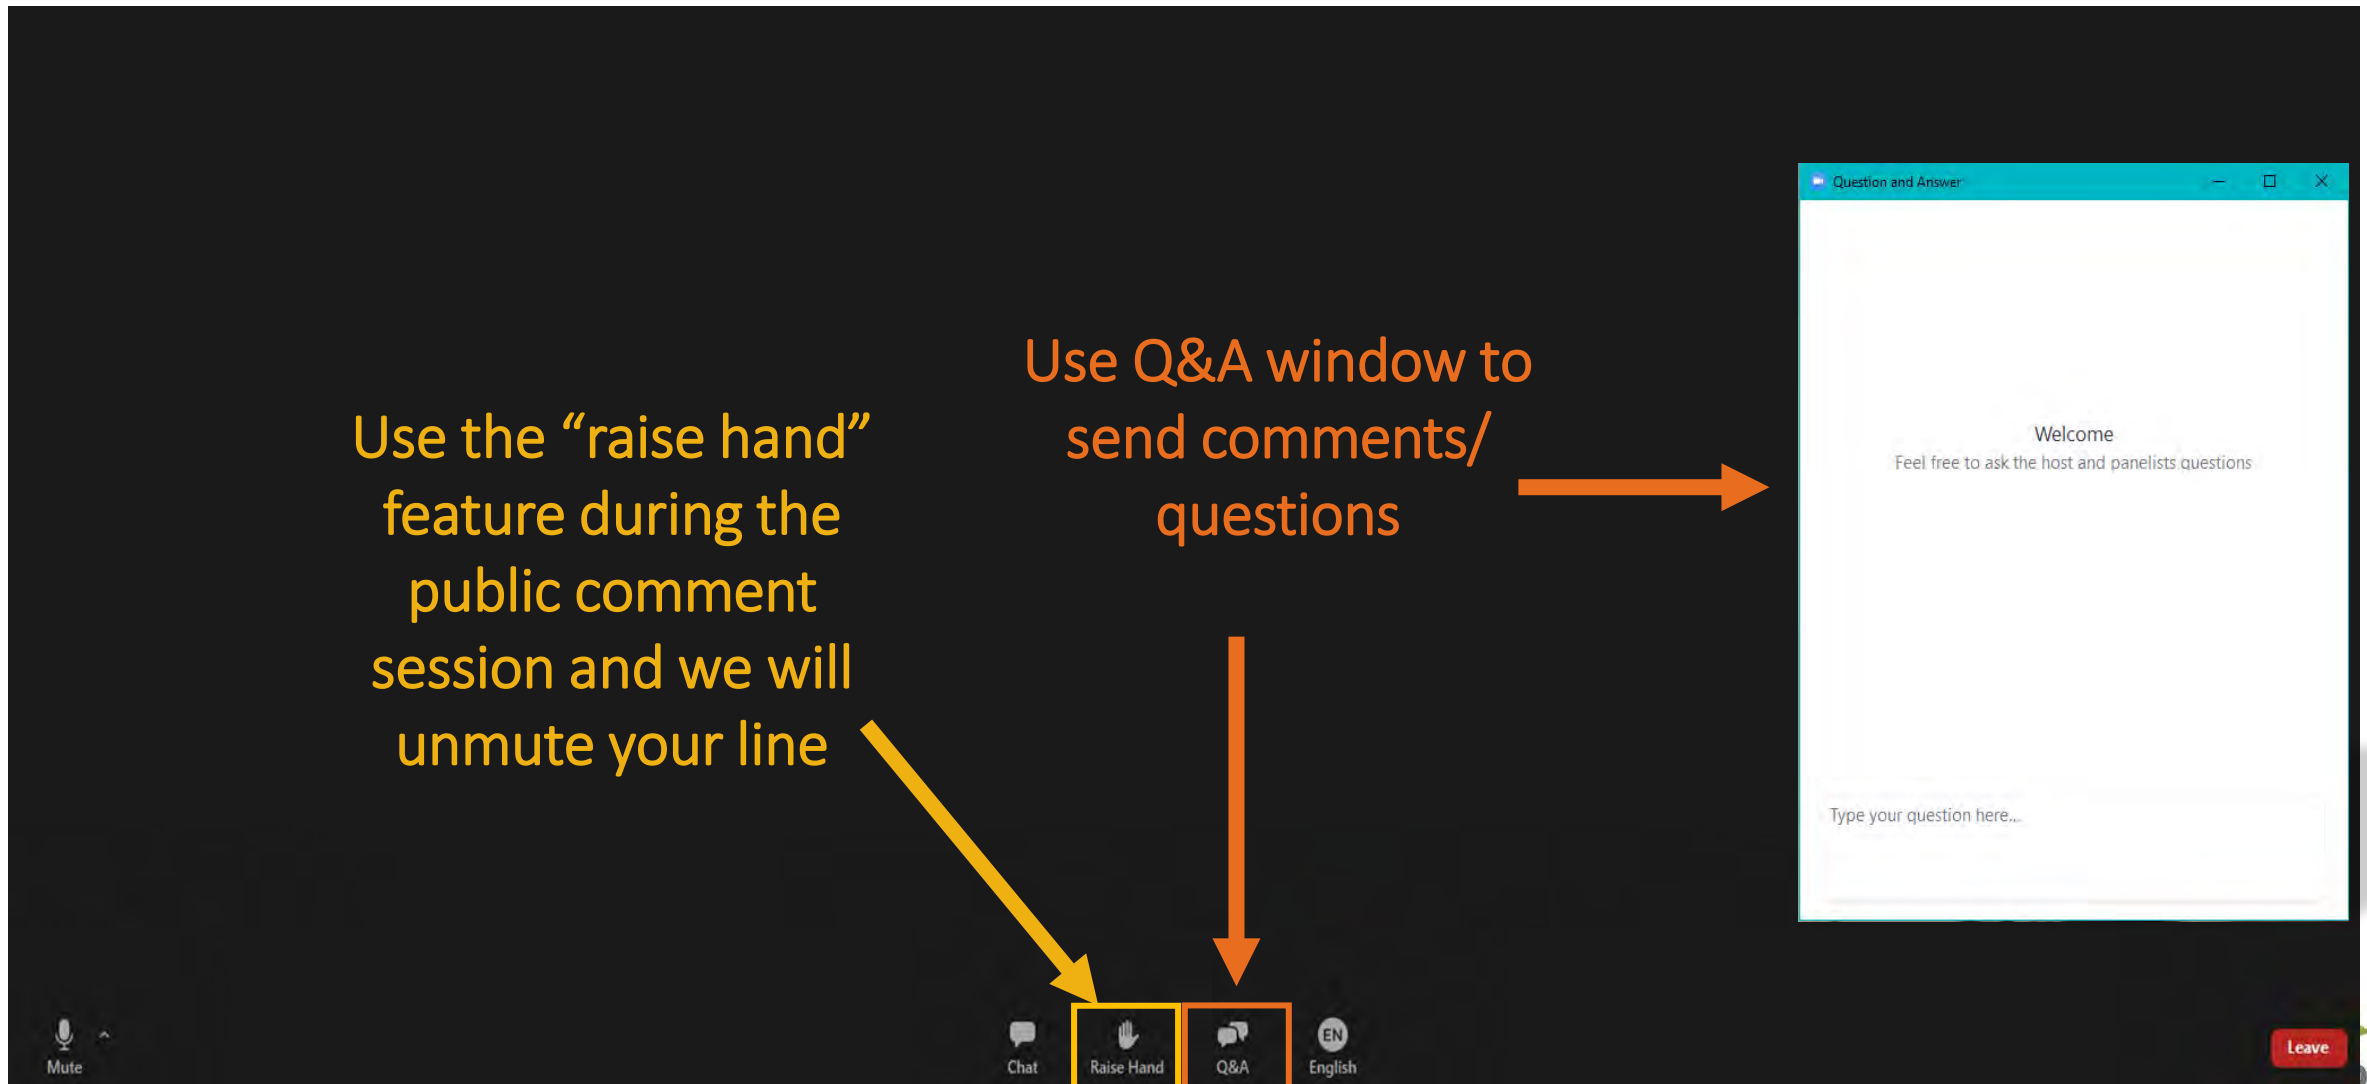 Question and Answer
Welcome
Feel free to ask the host and panelists questions
Type your question here...
Use Q&A window to
send comments/
questions
Use the “raise hand”
feature during the
public comment
session and we will
unmute your line
Mute
Chat
Raise Hand
Q&A
EN
English
Leave